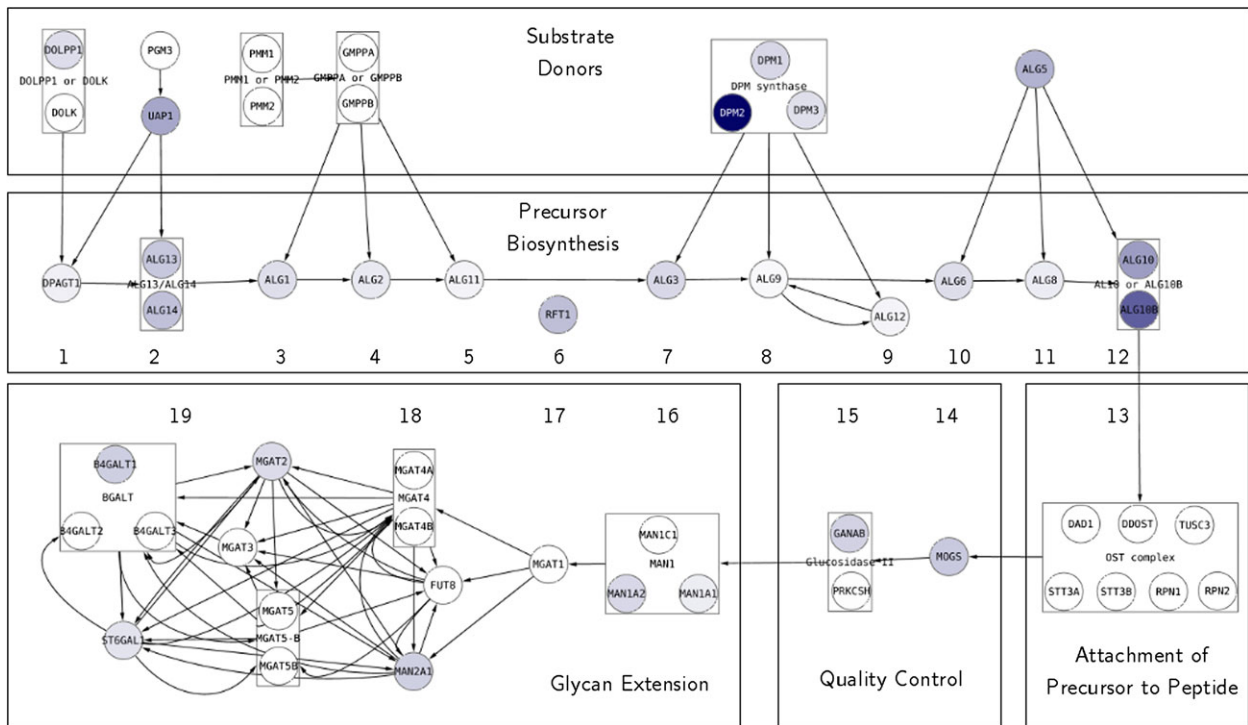 Substrate
Donors
DOLPP1
DOLPP1 or DOLK
DOLK
PGM3
UAP1
PMM1
PMM1 or PMM2
PMM2
GMPPA
GMPPA or GMPPB
GMPPB
DPM1
DPM synthase
DPM2
DPM3
ALG5
Precursor
Biosynthesis
DPAGT1
ALG13
ALG13/ALG14
ALG14
ALG1
ALG2
ALG11
RFT1
ALG3
ALG9
ALG12
ALG6
ALG8
ALG10
AL10 or ALG10B
ALG10B
1 2 3 4 5 6 7 8 9 10 11 12
19 18 17 16
B4GALT1
BGALT
B4GALT2
B4GALT3
MGAT2
MGAT3
MGAT4A
MGAT4
MGAT4B
FUT8
MGAT1
MGAT5
MGAT5-B
MGAT5B
ST6GAL1
MAN2A1
MAN1C1
MAN1
MAN1A2
MAN1A1
Glycan Extension
15 14
GANAB
Glucosidase II
PRKCSH
MOGS
Quality Control
13
DAD1
DDOST
TUSC3
OST complex
STT3A
STT3B
RPN1
RPN2
Attachment of
Precursor to Peptide